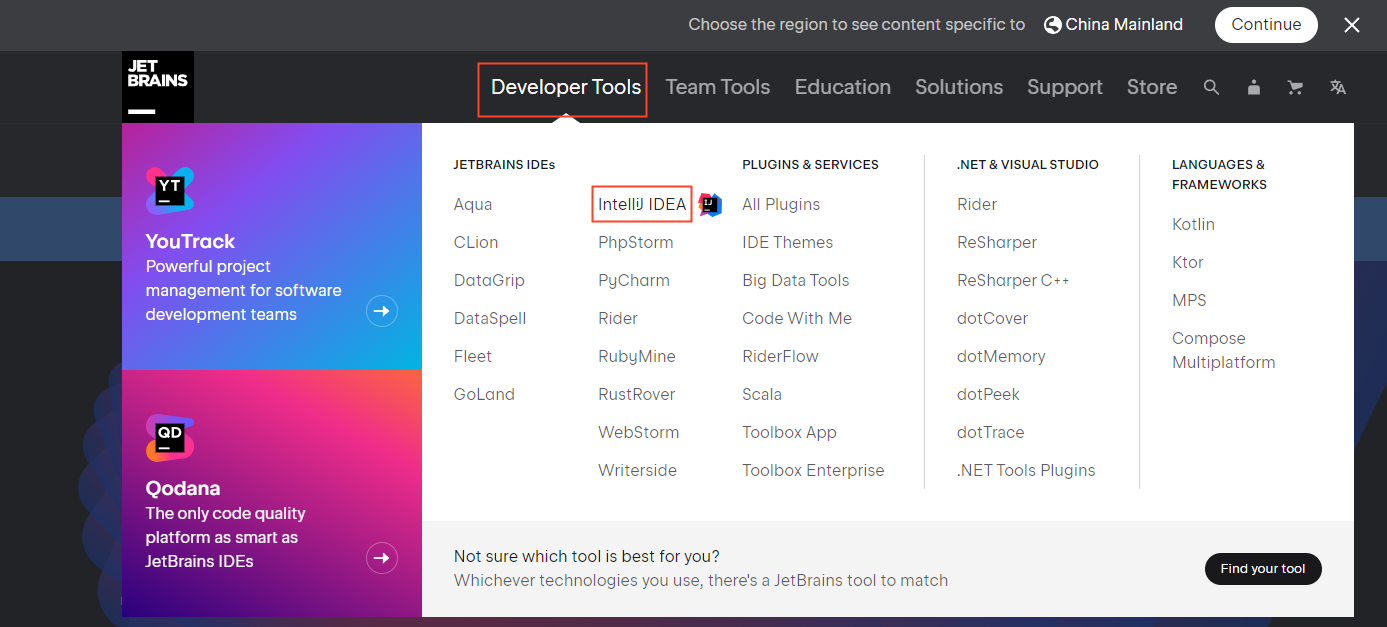 Choose the region to see content specific to China Mainland Continue
JET
BRAINS
Developer Tools Team Tools Education Solutions Support Store
YT
YouTrack
Powerful project
management for software
development teams
QD
Qodana
The only code quality
platform as smart as
JetBrains IDEs
JETBRAINS IDEs
Aqua
CLion
DataGrip
DataSpell
Fleet
GoLand
IntelliJ IDEA
IJ
PhpStorm
PyCharm
Rider
RubyMine
RustRover
WebStorm
Writerside
PLUGINS & SERVICES
All Plugins
IDE Themes
Big Data Tools
Code With Me
RiderFlow
Scala
Toolbox App
Toolbox Enterprise
.NET & VISUAL STUDIO
Rider
ReSharper
ReSharper C++
dotCover
dotMemory
dotPeek
dotTrace
.NET Tools Plugins
LANGUAGES &
FRAMEWORKS
Kotlin
Ktor
MPS
Compose
Multiplatform
Not sure which tool is best for you?
Whichever technologies you use, there's a JetBrains tool to match
Find your tool